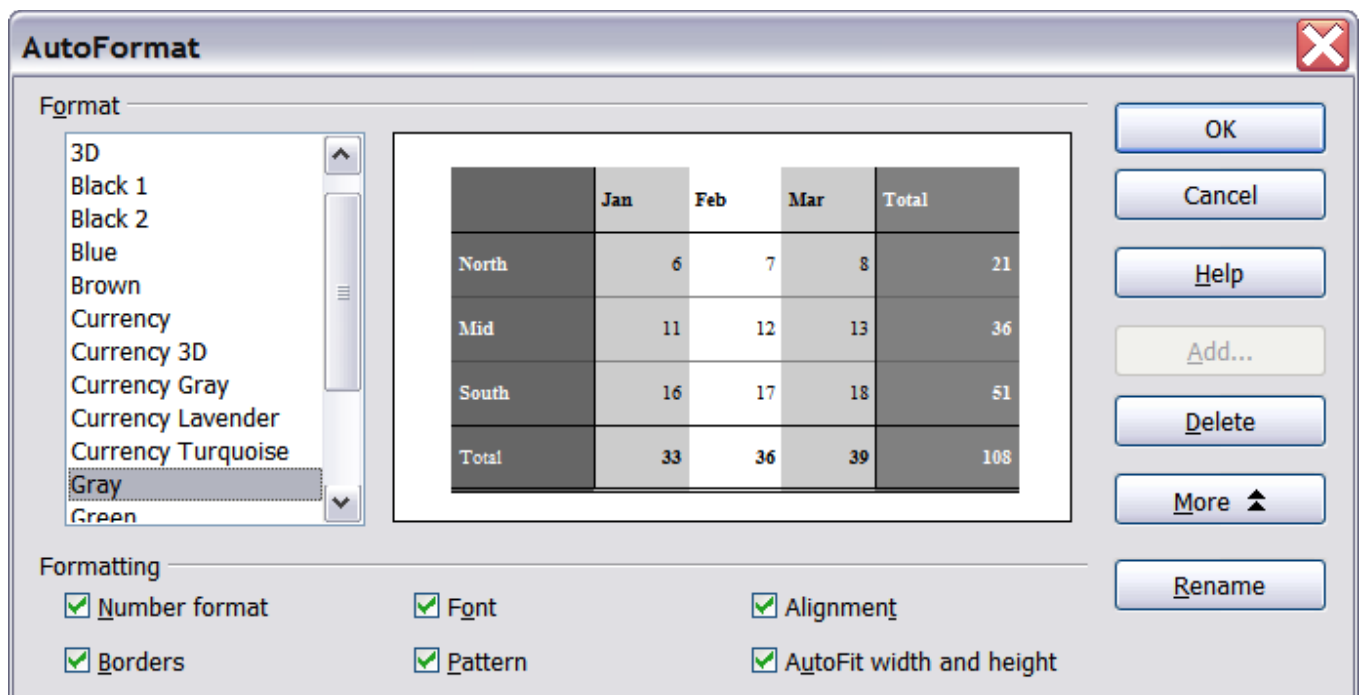 AutoFormat
Format
3D
Black 1
Black 2
Blue
Brown
Currency
Currency 3D
Currency Gray
Currency Lavender
Currency Turquoise
Gray
Green
Jan Feb Mar Total
North 6 7 8 21
Mid 11 12 13 36
South 16 17 18 51
Total 33 36 39 108
OK
Cancel
Help
Add...
Delete
More
Rename
Formatting
Number format Font Alignment
Borders Pattern AutoFit width and height